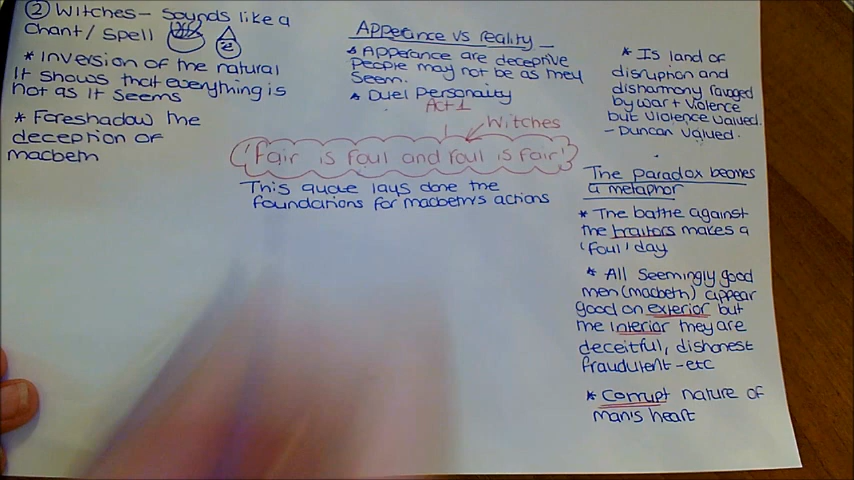 ② Witches - Sounds like a
Chant/Spell
②
* Inversion of the natural
It shows that everything is
not as it seems
* Foreshadow the
deception of
macbeth
Apperance vs reality
* Apperance are deceptive
People may not be as they
seem.
* Duel Personality
Act 1
Witches
'Fair is foul and foul is fair'
This quote lays done the
foundations for macbeth's actions
* Is land of
disruption and
disharmony ravaged
by war + violence
but violence valued.
- Duncan valued.
The paradox becomes
a metaphor
* The battle against
the traitors makes a
'foul' day
* All seemingly good
men (macbeth) appear
good on exterior but
the interior they are
deceitful, dishonest
fraudulent - etc
* Corrupt nature of
man's heart